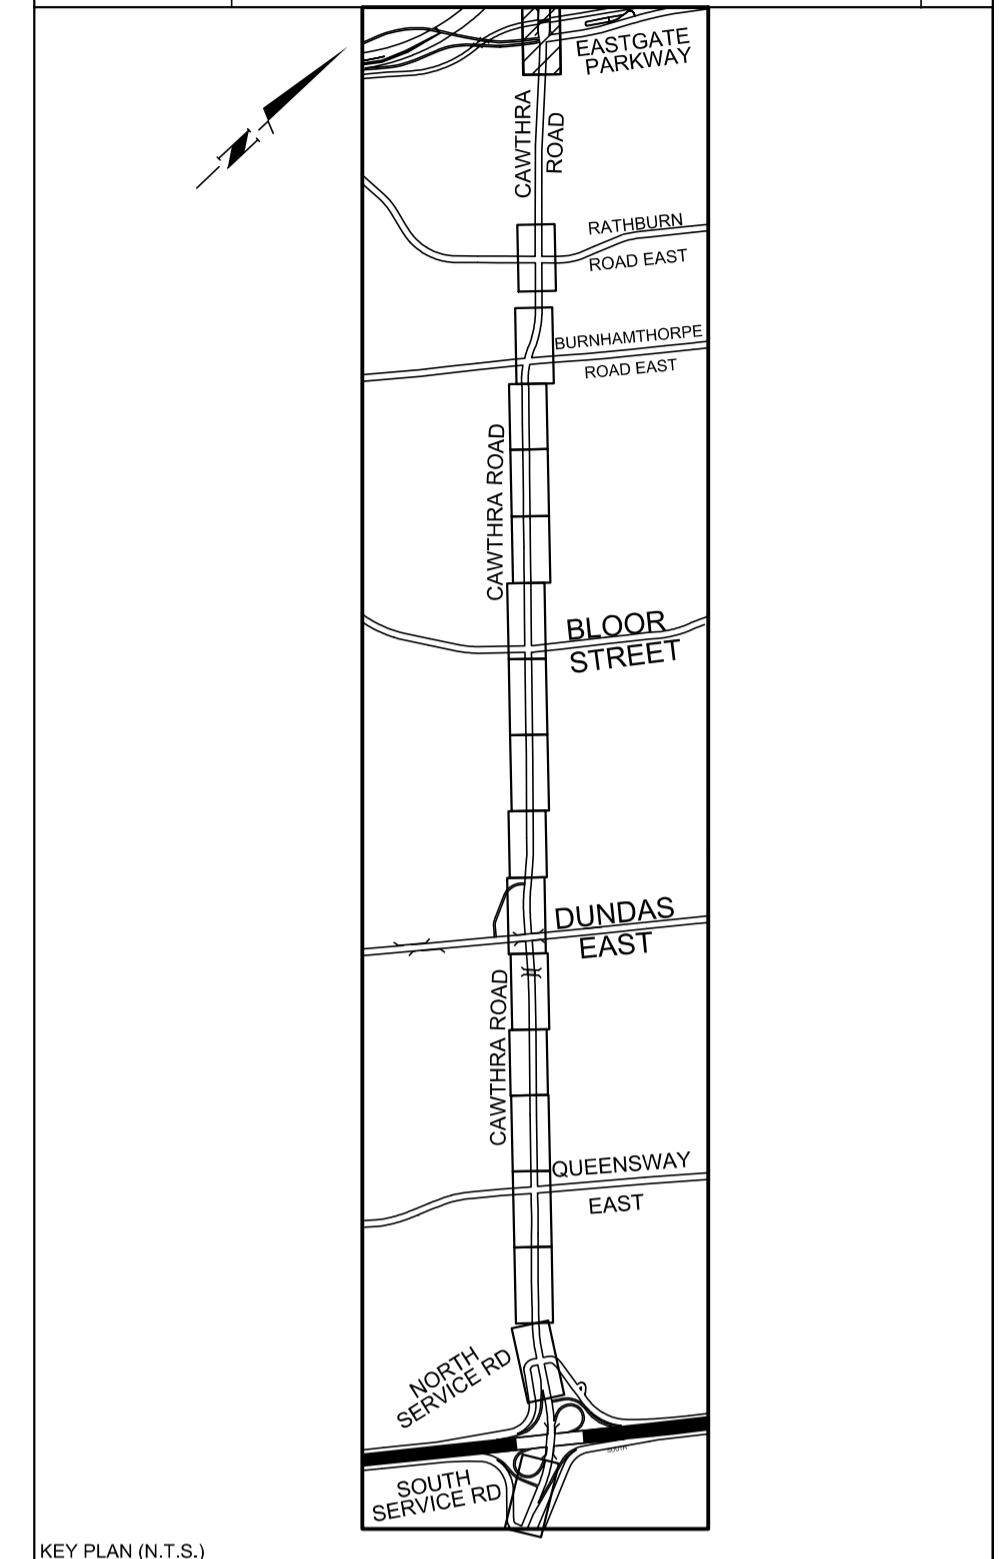 EASTGATE
PARKWAY
CAWTHRA
ROAD
N
RATHBURN
ROAD EAST
BURNHAMTHORPE
ROAD EAST
CAWTHRA ROAD
BLOOR
STREET
DUNDAS
EAST
CAWTHRA ROAD
QUEENSWAY
EAST
NORTH
SERVICE RD
SOUTH
SOUTH
SERVICE RD
KEY PLAN (N.T.S.)